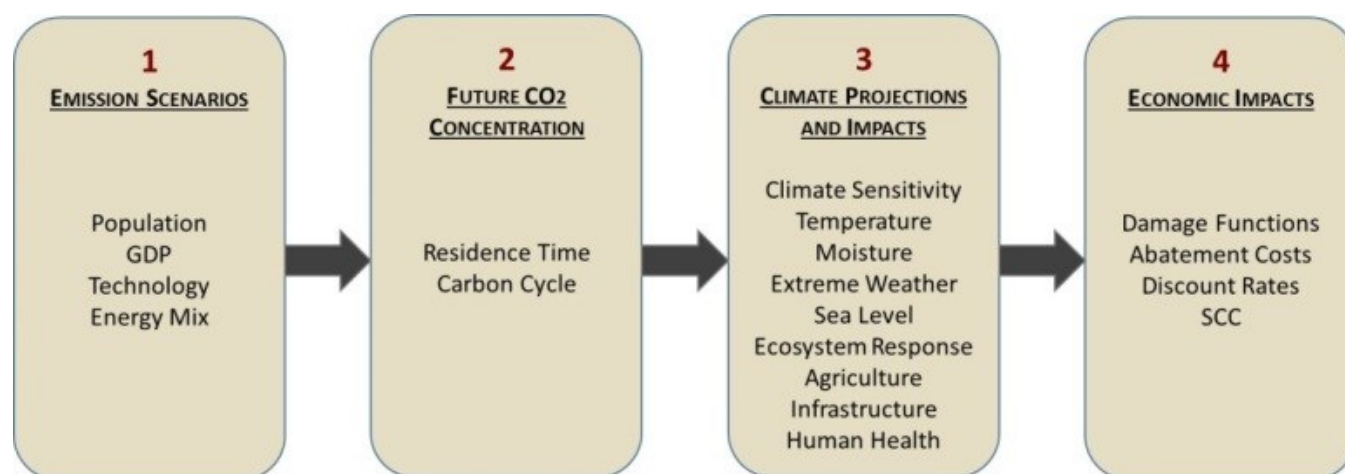 1
EMISSION SCENARIOS
Population
GDP
Technology
Energy Mix
2
FUTURE CO2
CONCENTRATION
Residence Time
Carbon Cycle
3
CLIMATE PROJECTIONS
AND IMPACTS
Climate Sensitivity
Temperature
Moisture
Extreme Weather
Sea Level
Ecosystem Response
Agriculture
Infrastructure
Human Health
4
ECONOMIC IMPACTS
Damage Functions
Abatement Costs
Discount Rates
SCC